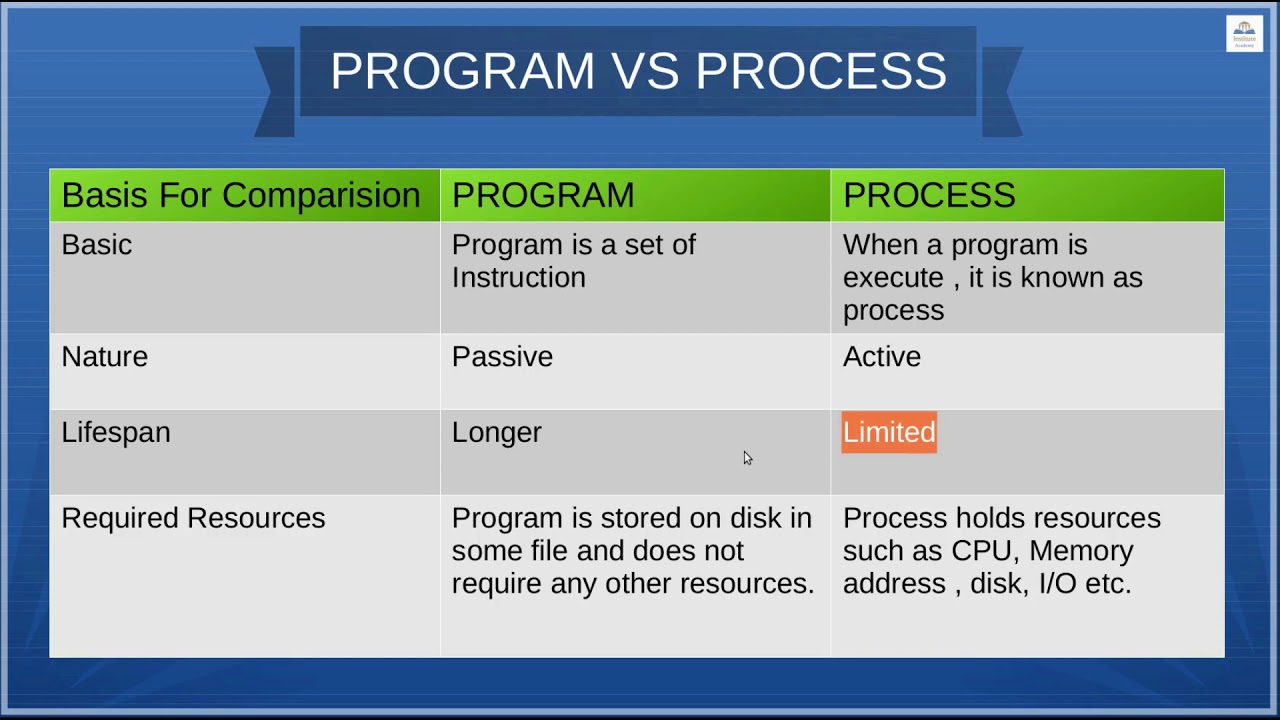 Institute
Academy
PROGRAM VS PROCESS
Basis For Comparision
PROGRAM
PROCESS
Basic
Program is a set of
Instruction
When a program is
execute , it is known as
process
Nature
Passive
Active
Lifespan
Longer
Limited
Required Resources
Program is stored on disk in
some file and does not
require any other resources.
Process holds resources
such as CPU, Memory
address , disk, I/O etc.